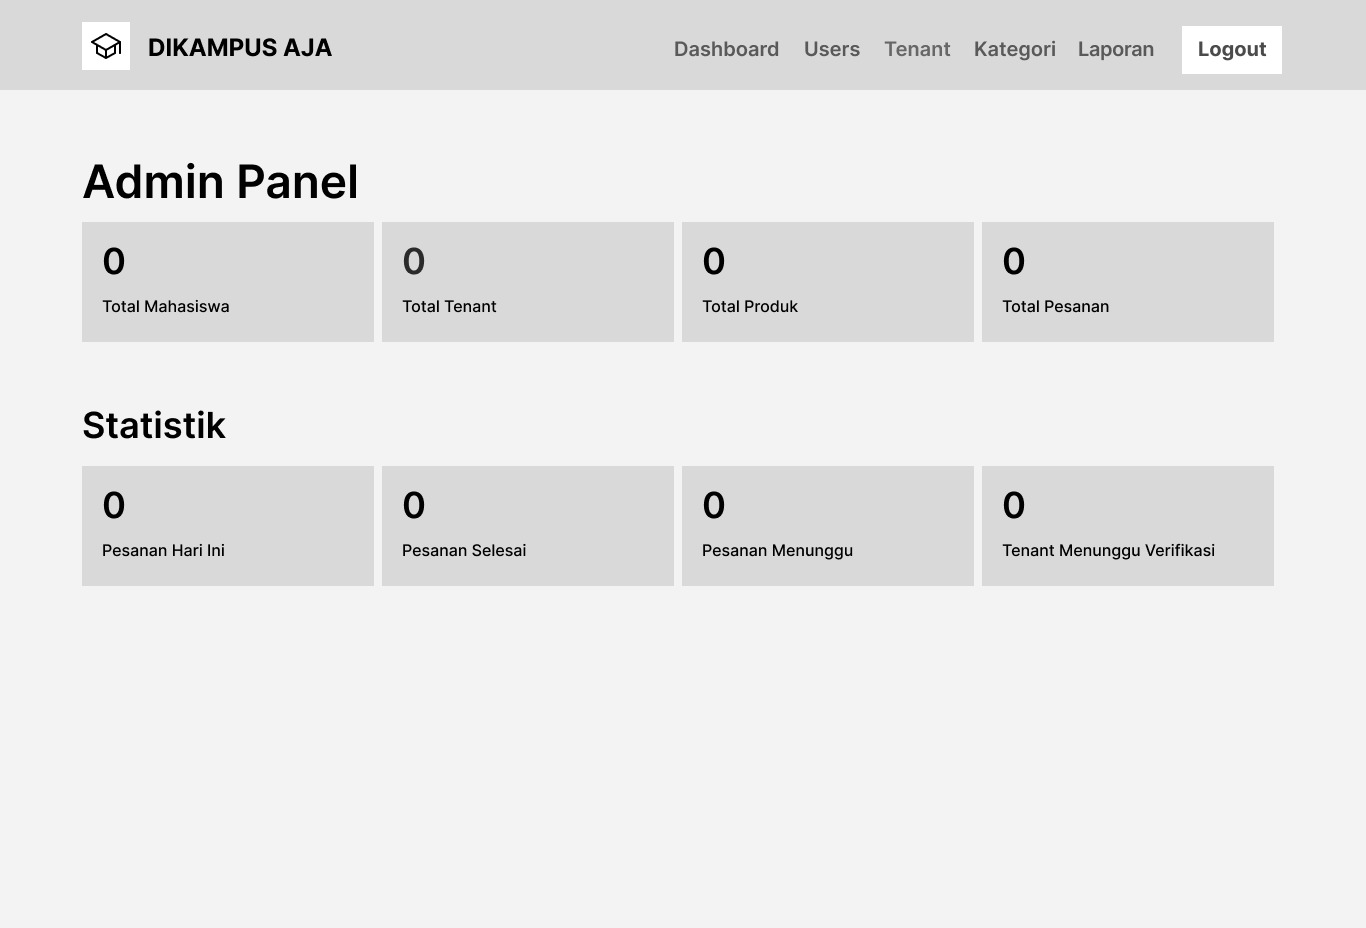 DIKAMPUS AJA
Dashboard Users Tenant Kategori Laporan Logout
Admin Panel
0 0 0 0
Total Mahasiswa Total Tenant Total Produk Total Pesanan
Statistik
0 0 0 0
Pesanan Hari Ini Pesanan Selesai Pesanan Menunggu Tenant Menunggu Verifikasi